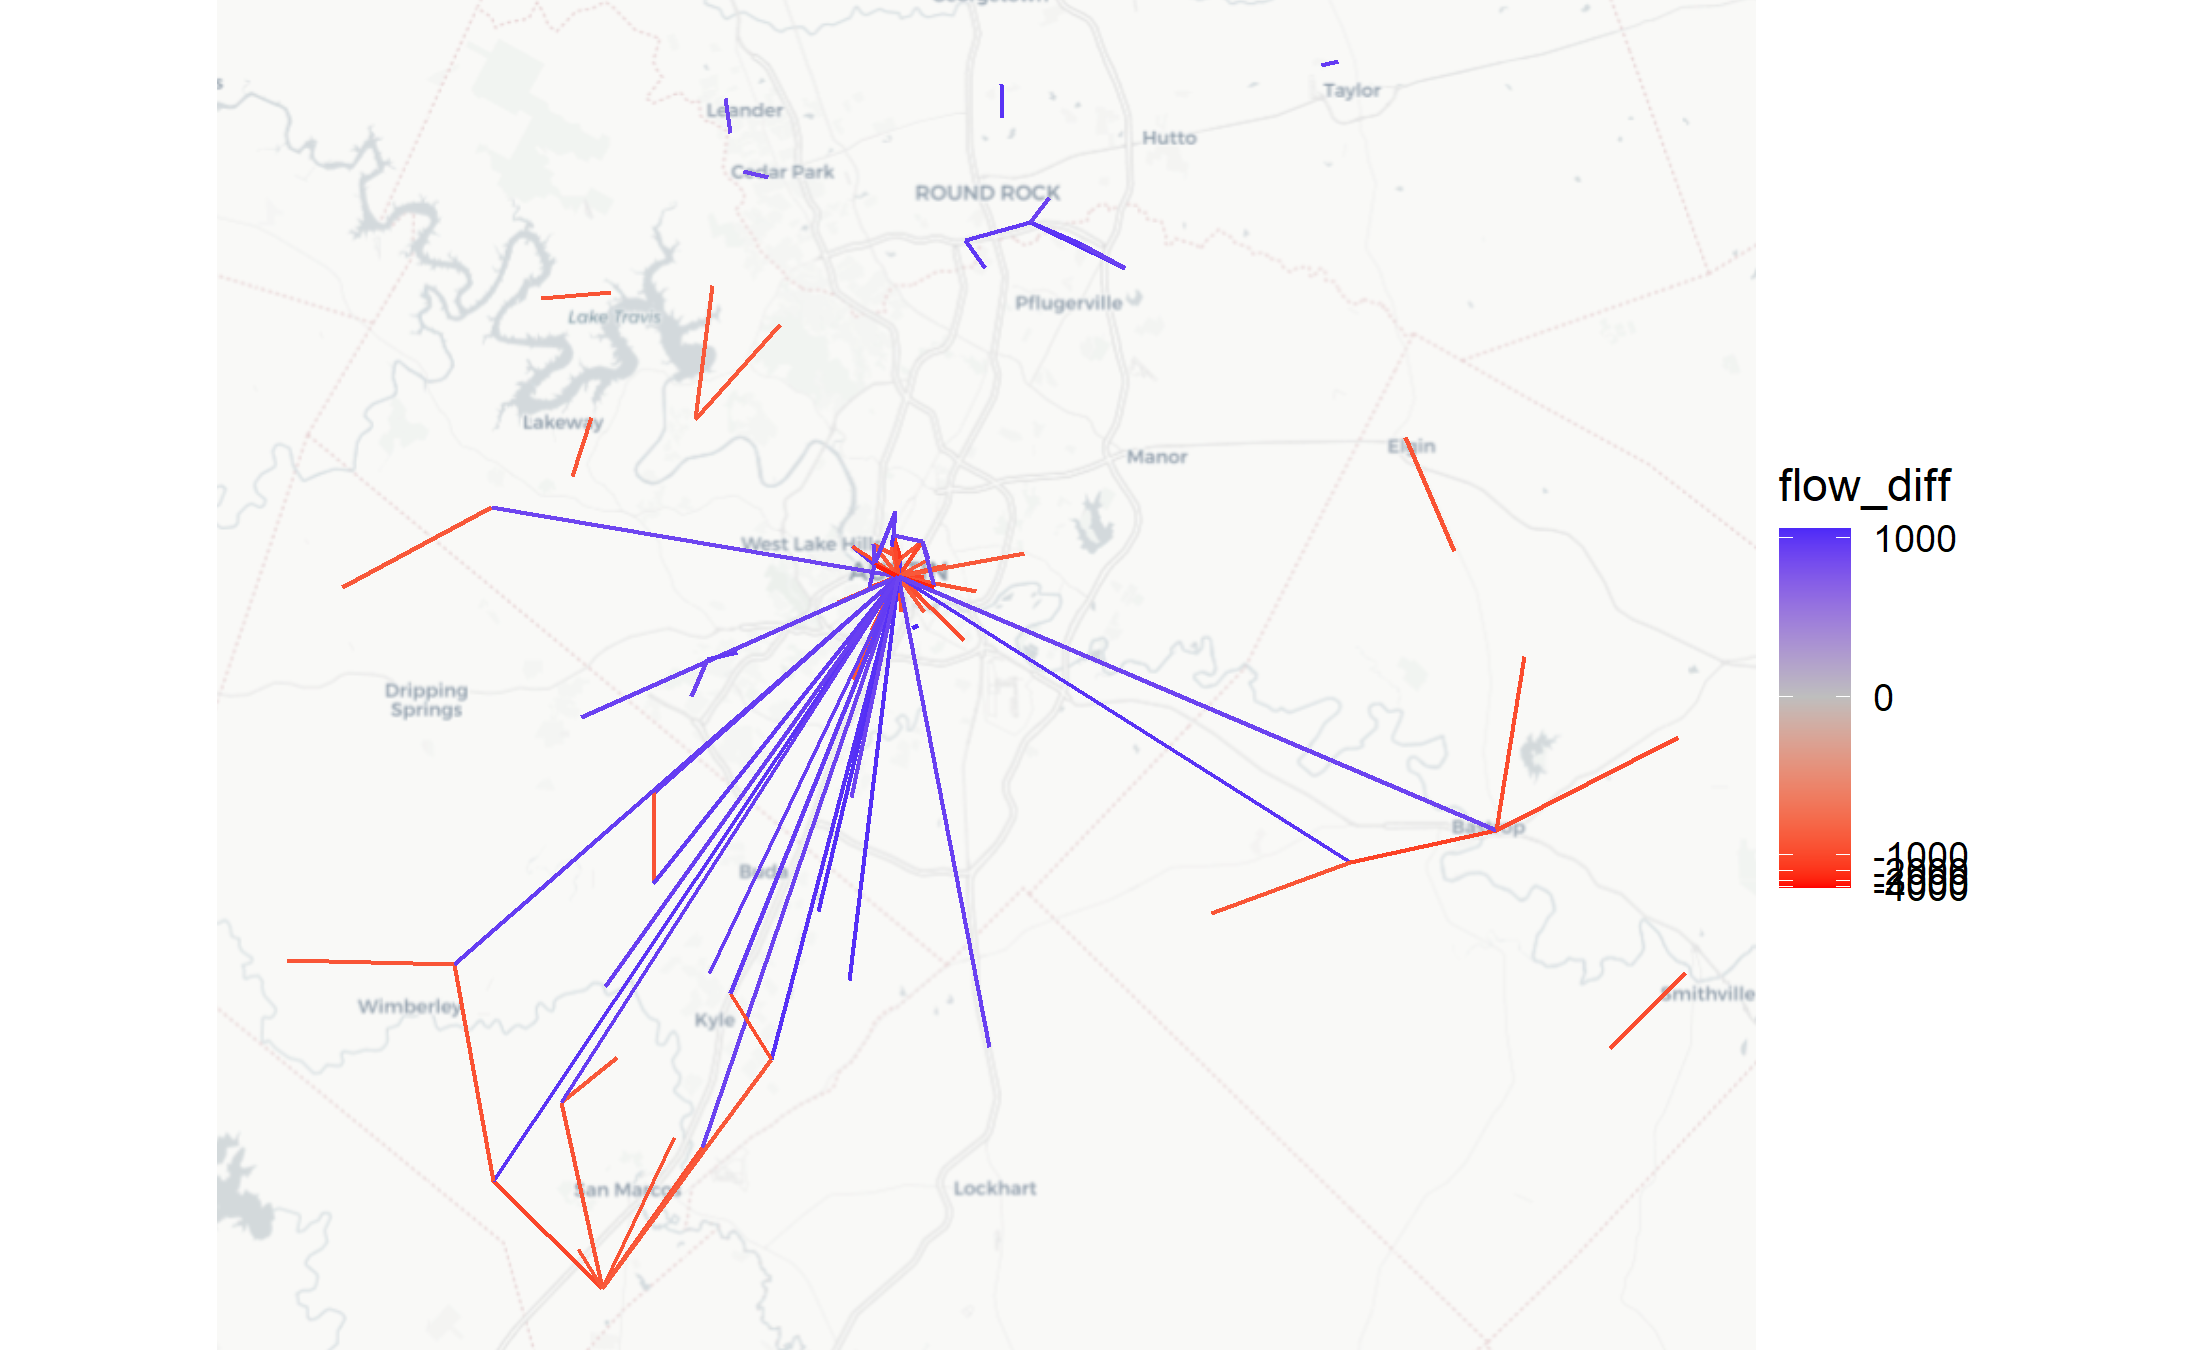 Georgetown
Leander
Taylor
Hutto
Cedar Park
ROUND ROCK
Pflugerville
Lake Travis
Lakeway
Manor
Elgin
West Lake Hills
AUSTIN
Dripping
Springs
Bastrop
Buda
Smithville
Wimberley
Kyle
San Marcos
Lockhart
flow_diff
1000
0
-1000
-2000
-4000